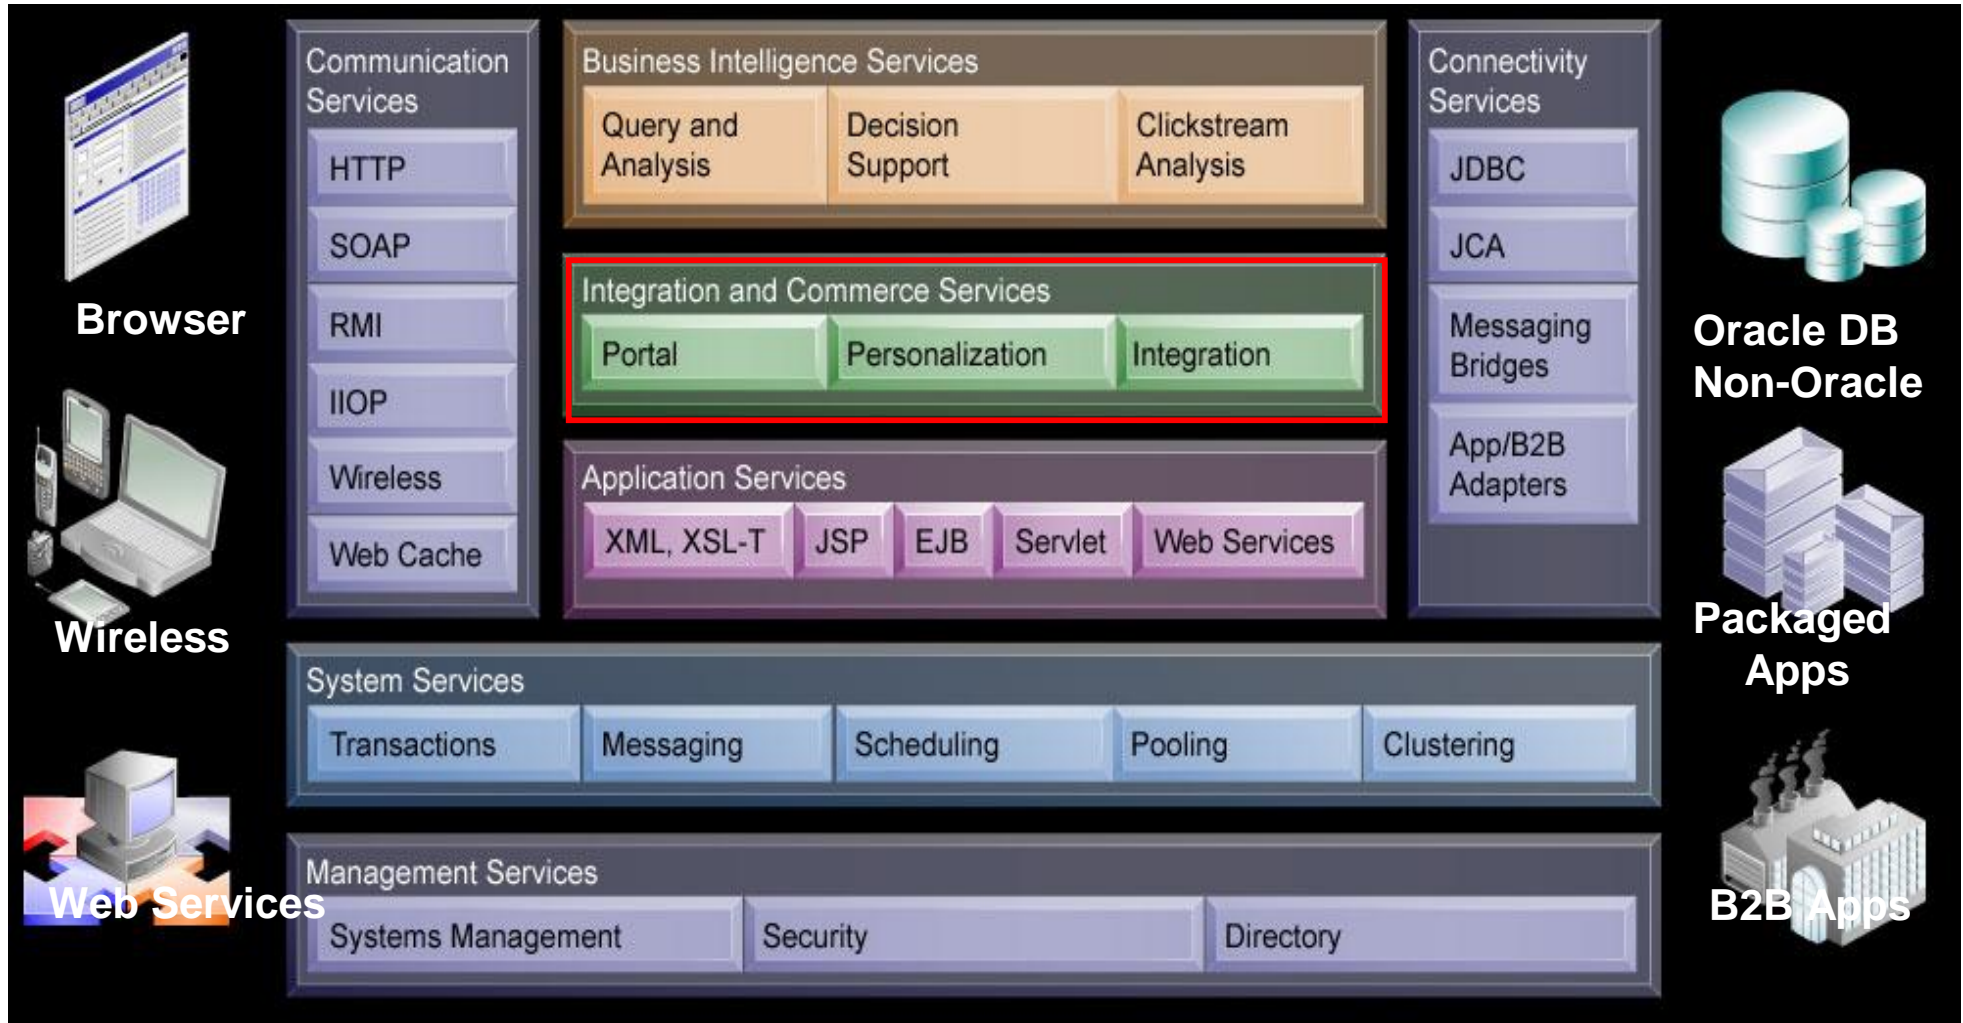 Browser
Wireless
Web Services
Communication
Services
HTTP
SOAP
RMI
IIOP
Wireless
Web Cache
Business Intelligence Services
Query and
Analysis
Decision
Support
Clickstream
Analysis
Integration and Commerce Services
Portal
Personalization
Integration
Application Services
XML, XSL-T
JSP
EJB
Servlet
Web Services
Connectivity
Services
JDBC
JCA
Messaging
Bridges
App/B2B
Adapters
System Services
Transactions
Messaging
Scheduling
Pooling
Clustering
Management Services
Systems Management
Security
Directory
Oracle DB
Non-Oracle
Packaged
Apps
B2B Apps